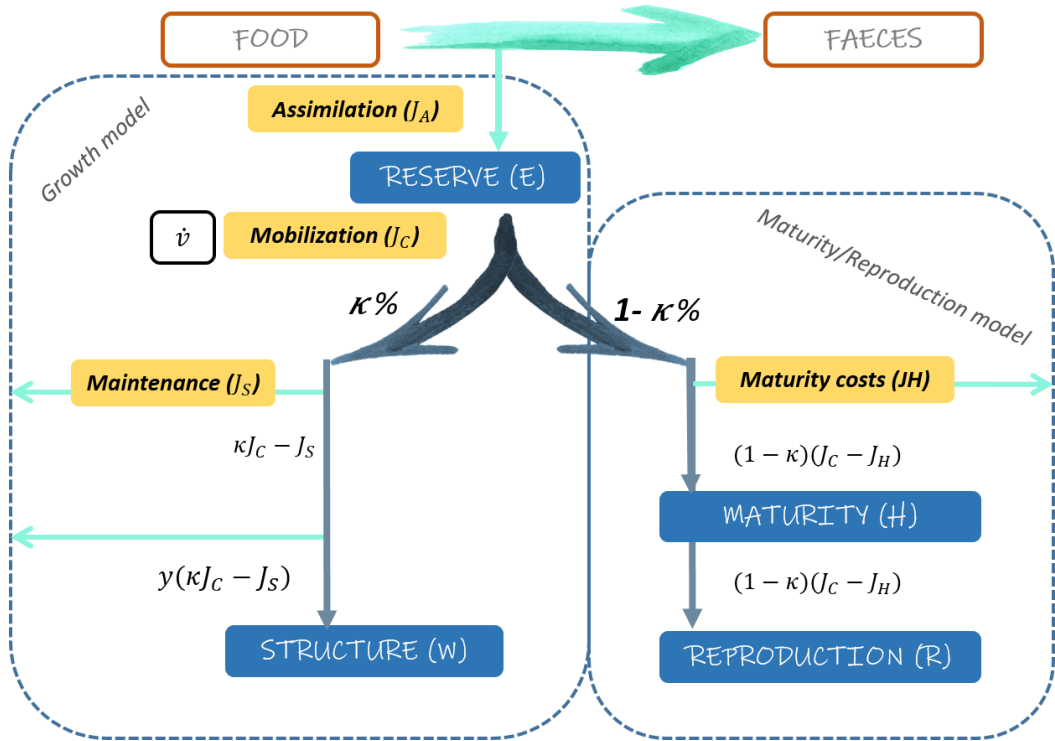 FOOD
FAECES
Growth model
Assimilation (J_A)
RESERVE (E)
v̇
Mobilization (J_C)
Maturity/Reproduction model
κ%
1- κ%
Maintenance (J_S)
Maturity costs (JH)
κJ_C − J_S
(1 − κ)(J_C − J_H)
MATURITY (H)
y(κJ_C − J_S)
(1 − κ)(J_C − J_H)
STRUCTURE (W)
REPRODUCTION (R)